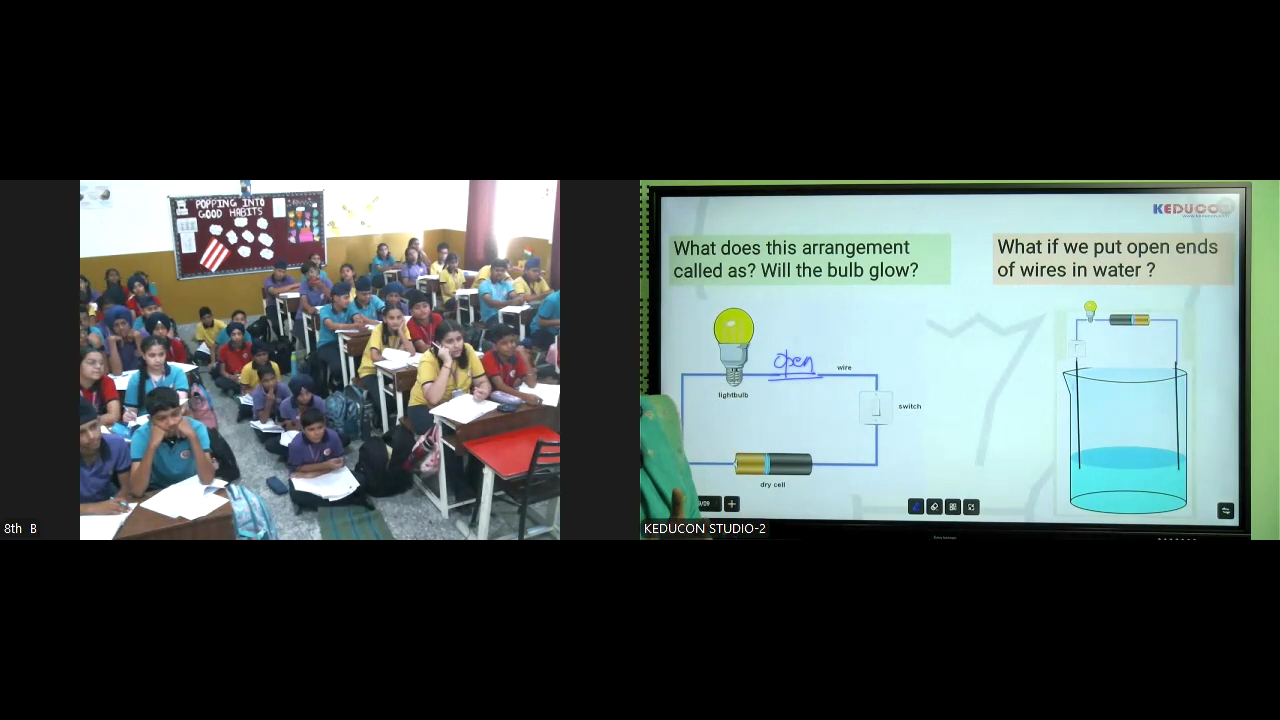 POPPING INTO
GOOD HABITS
8th B
KEDUCON
What does this arrangement
called as? Will the bulb glow?
What if we put open ends
of wires in water ?
open
wire
lightbulb
switch
dry cell
KEDUCON STUDIO-2